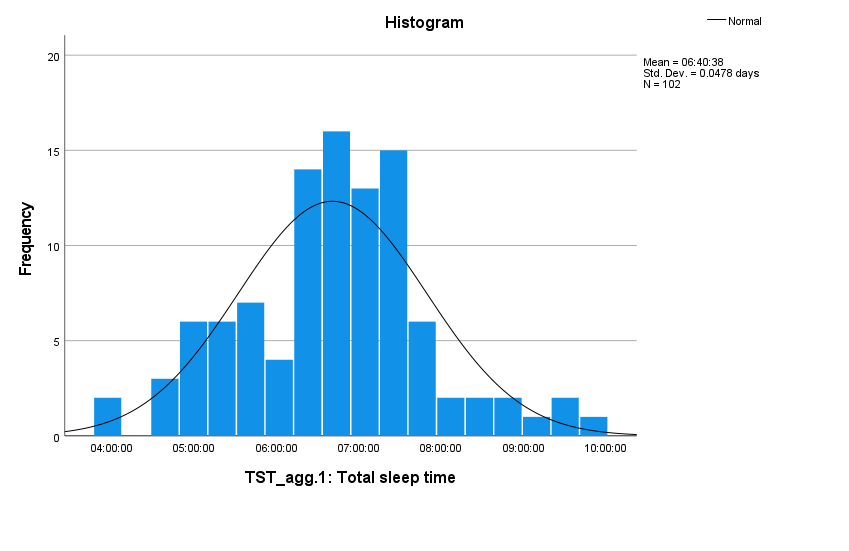 Histogram
Normal
Mean = 06:40:38
Std. Dev. = 0.0478 days
N = 102
20
15
10
5
0
Frequency
04:00:00 05:00:00 06:00:00 07:00:00 08:00:00 09:00:00 10:00:00
TST_agg.1: Total sleep time